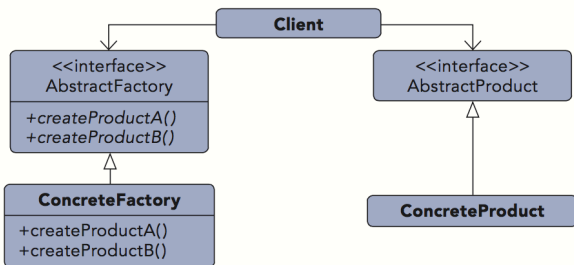 Client
<<interface>>
AbstractFactory
+createProductA()
+createProductB()
<<interface>>
AbstractProduct
ConcreteFactory
+createProductA()
+createProductB()
ConcreteProduct